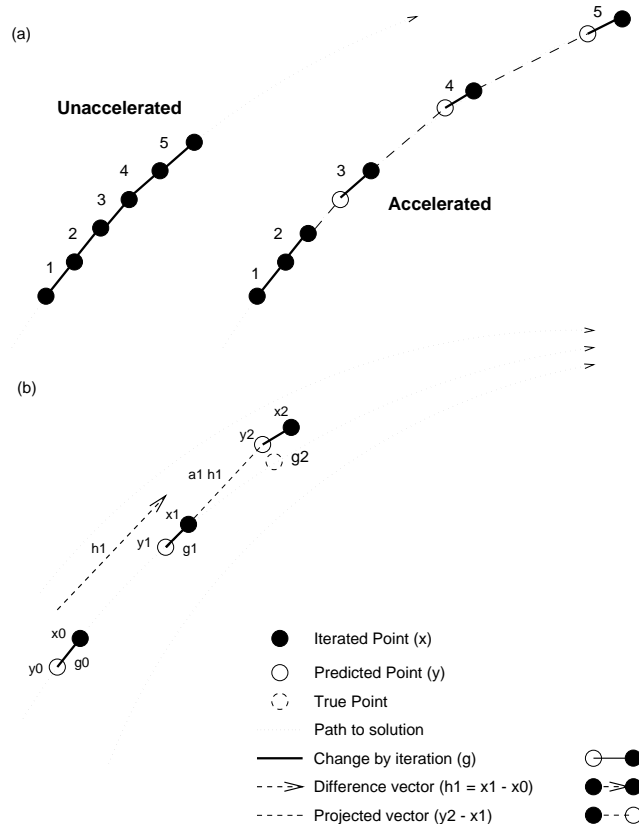 (a)
Unaccelerated
1
2
3
4
5
Accelerated
1
2
3
4
5
(b)
h1
a1 h1
x0
y0
g0
x1
y1
g1
x2
y2
g2
Iterated Point (x)
Predicted Point (y)
True Point
Path to solution
Change by iteration (g)
Difference vector (h1 = x1 - x0)
Projected vector (y2 - x1)